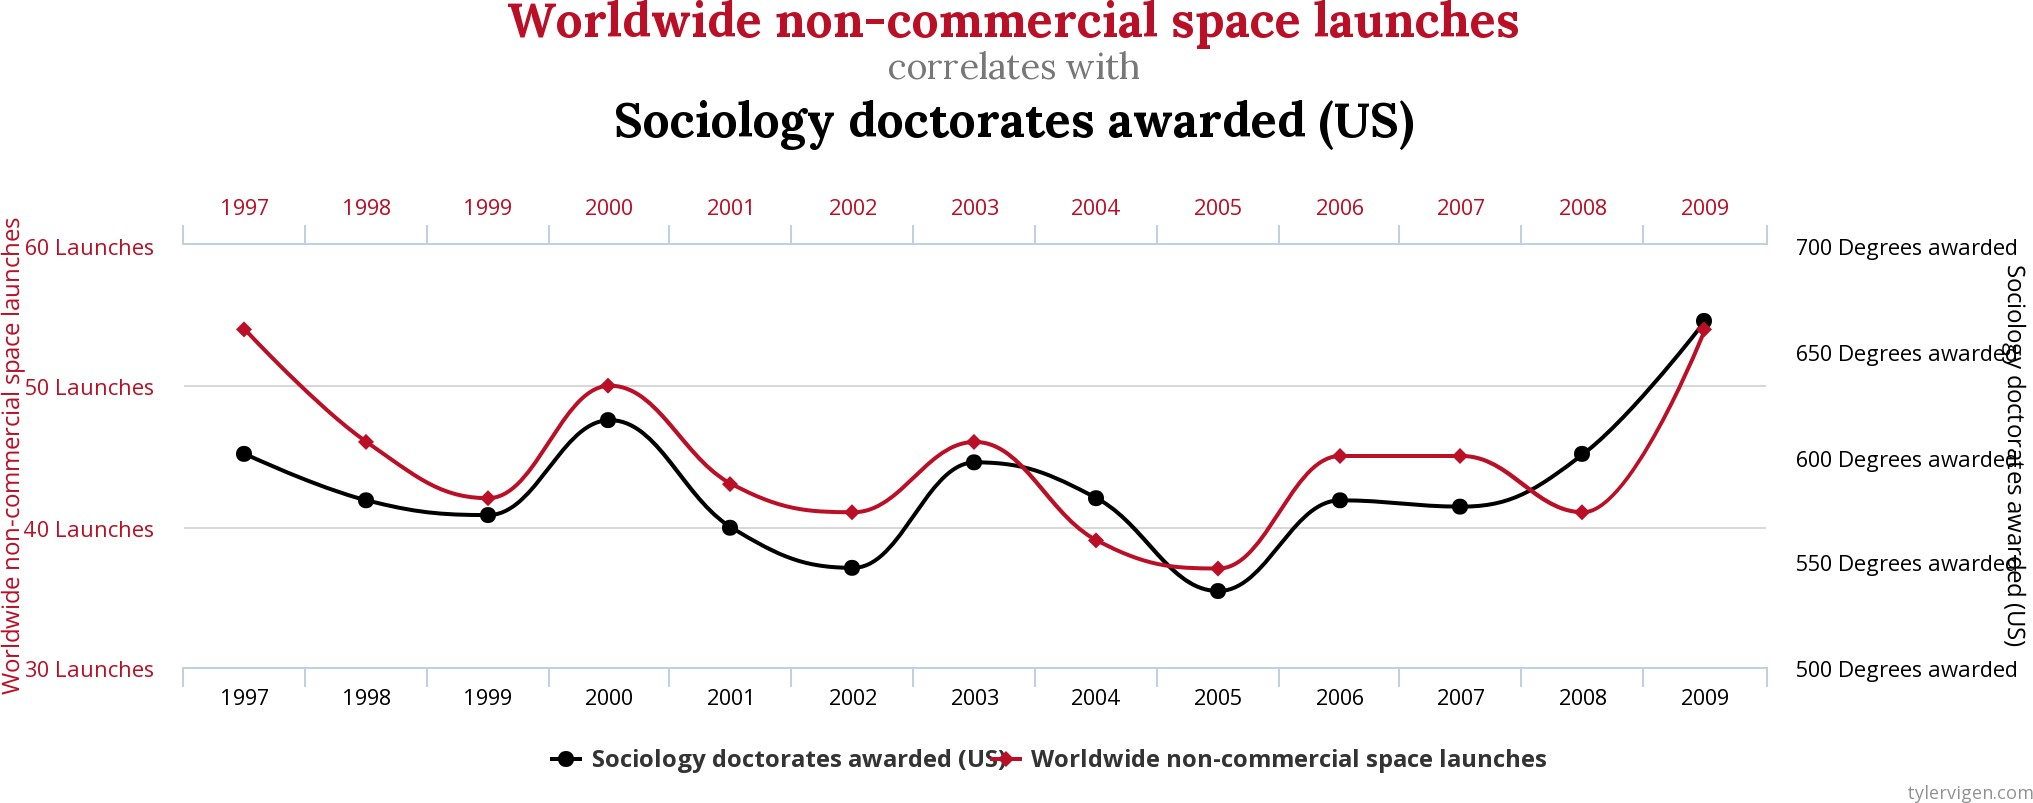 Worldwide non-commercial space launches
correlates with
Sociology doctorates awarded (US)
1997 1998 1999 2000 2001 2002 2003 2004 2005 2006 2007 2008 2009
Worldwide non-commercial space launches
60 Launches
50 Launches
40 Launches
30 Launches
700 Degrees awarded
650 Degrees awarded
600 Degrees awarded
550 Degrees awarded
500 Degrees awarded
Sociology doctorates awarded (US)
1997 1998 1999 2000 2001 2002 2003 2004 2005 2006 2007 2008 2009
Sociology doctorates awarded (US) Worldwide non-commercial space launches
tylervigen.com